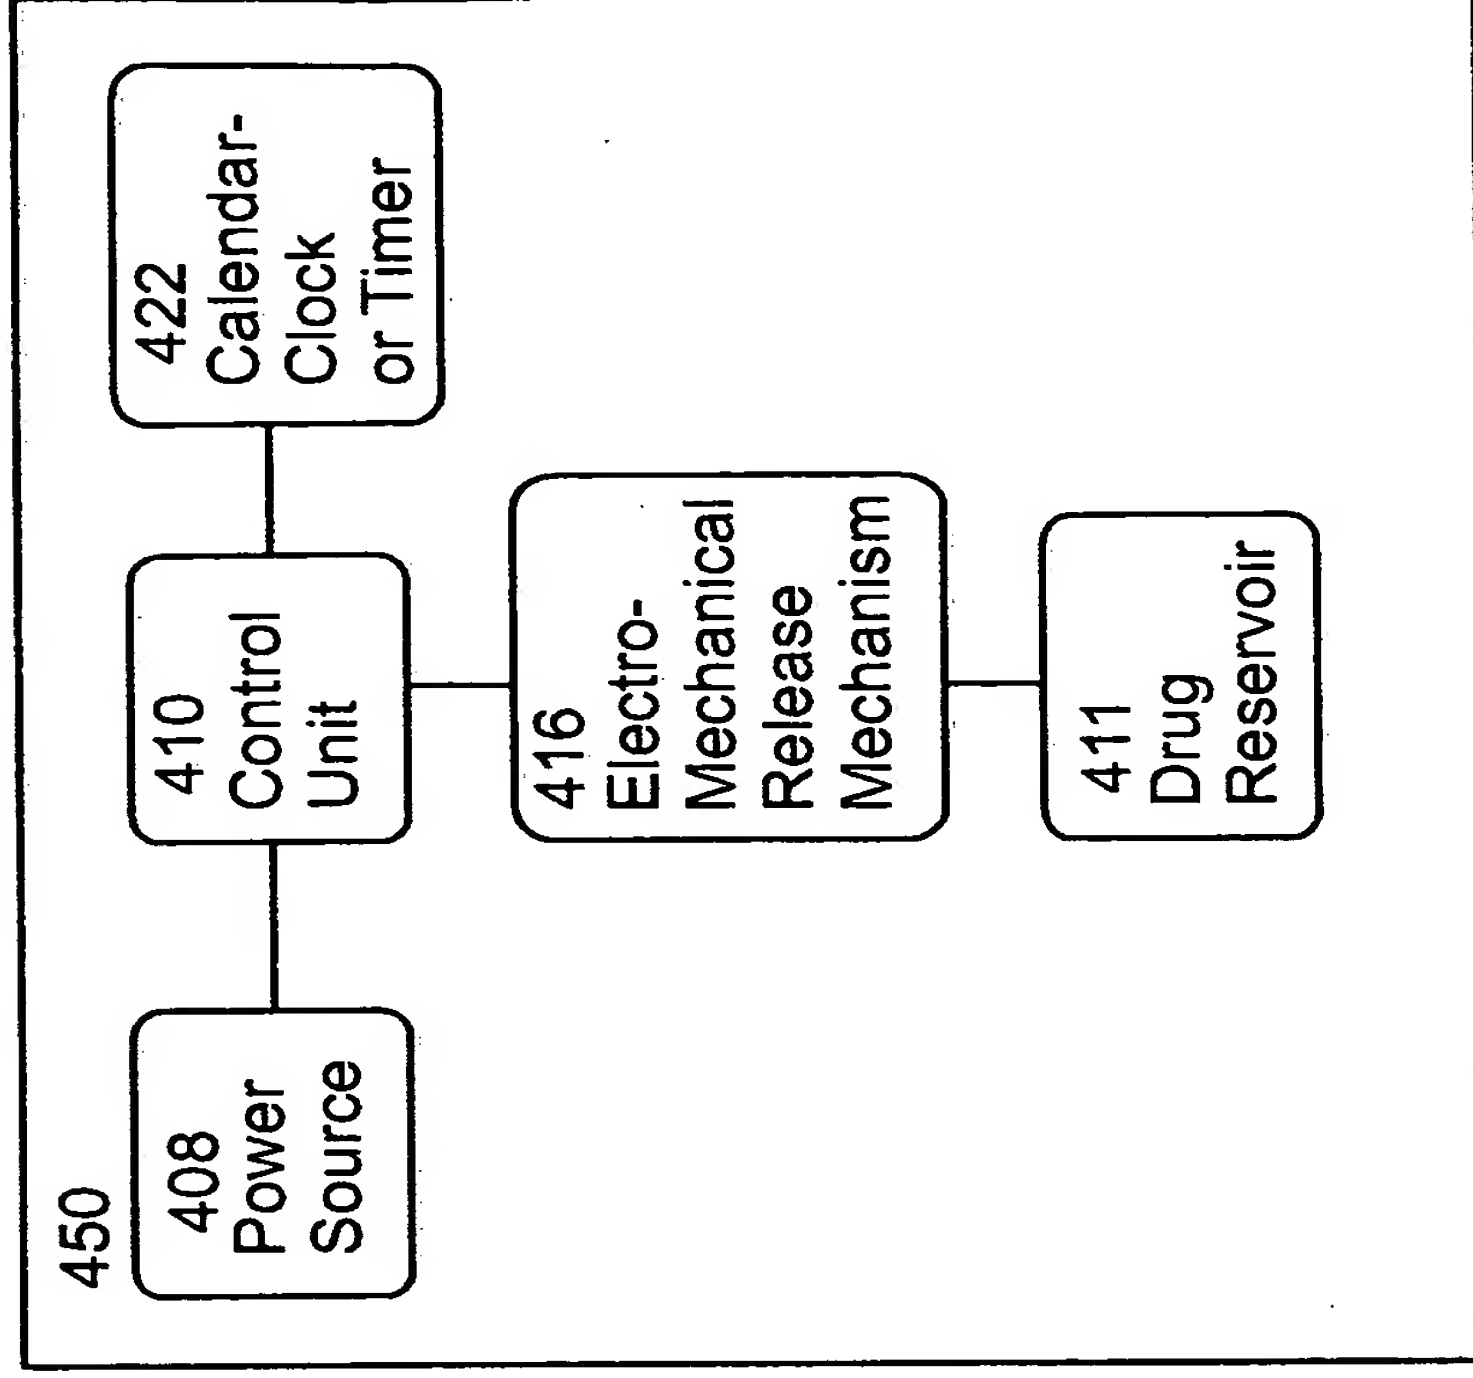 450
408
Power
Source
410
Control
Unit
422
Calendar-
Clock
or Timer
416
Electro-
Mechanical
Release
Mechanism
411
Drug
Reservoir